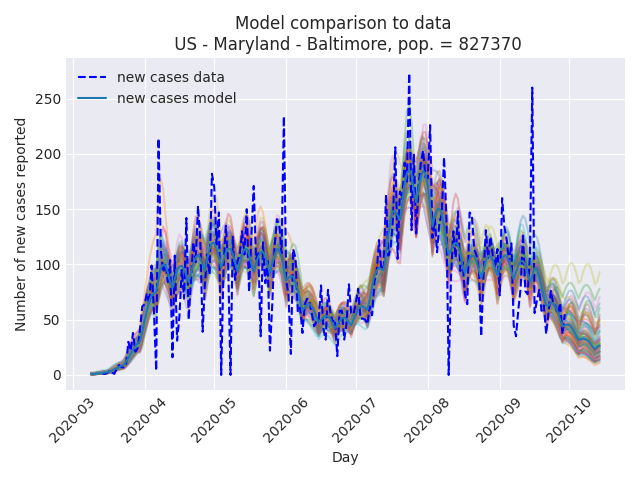 Model comparison to data
US - Maryland - Baltimore, pop. = 827370
new cases data
new cases model
Number of new cases reported
250
200
150
100
50
0
2020-03
2020-04
2020-05
2020-06
2020-07
2020-08
2020-09
2020-10
Day